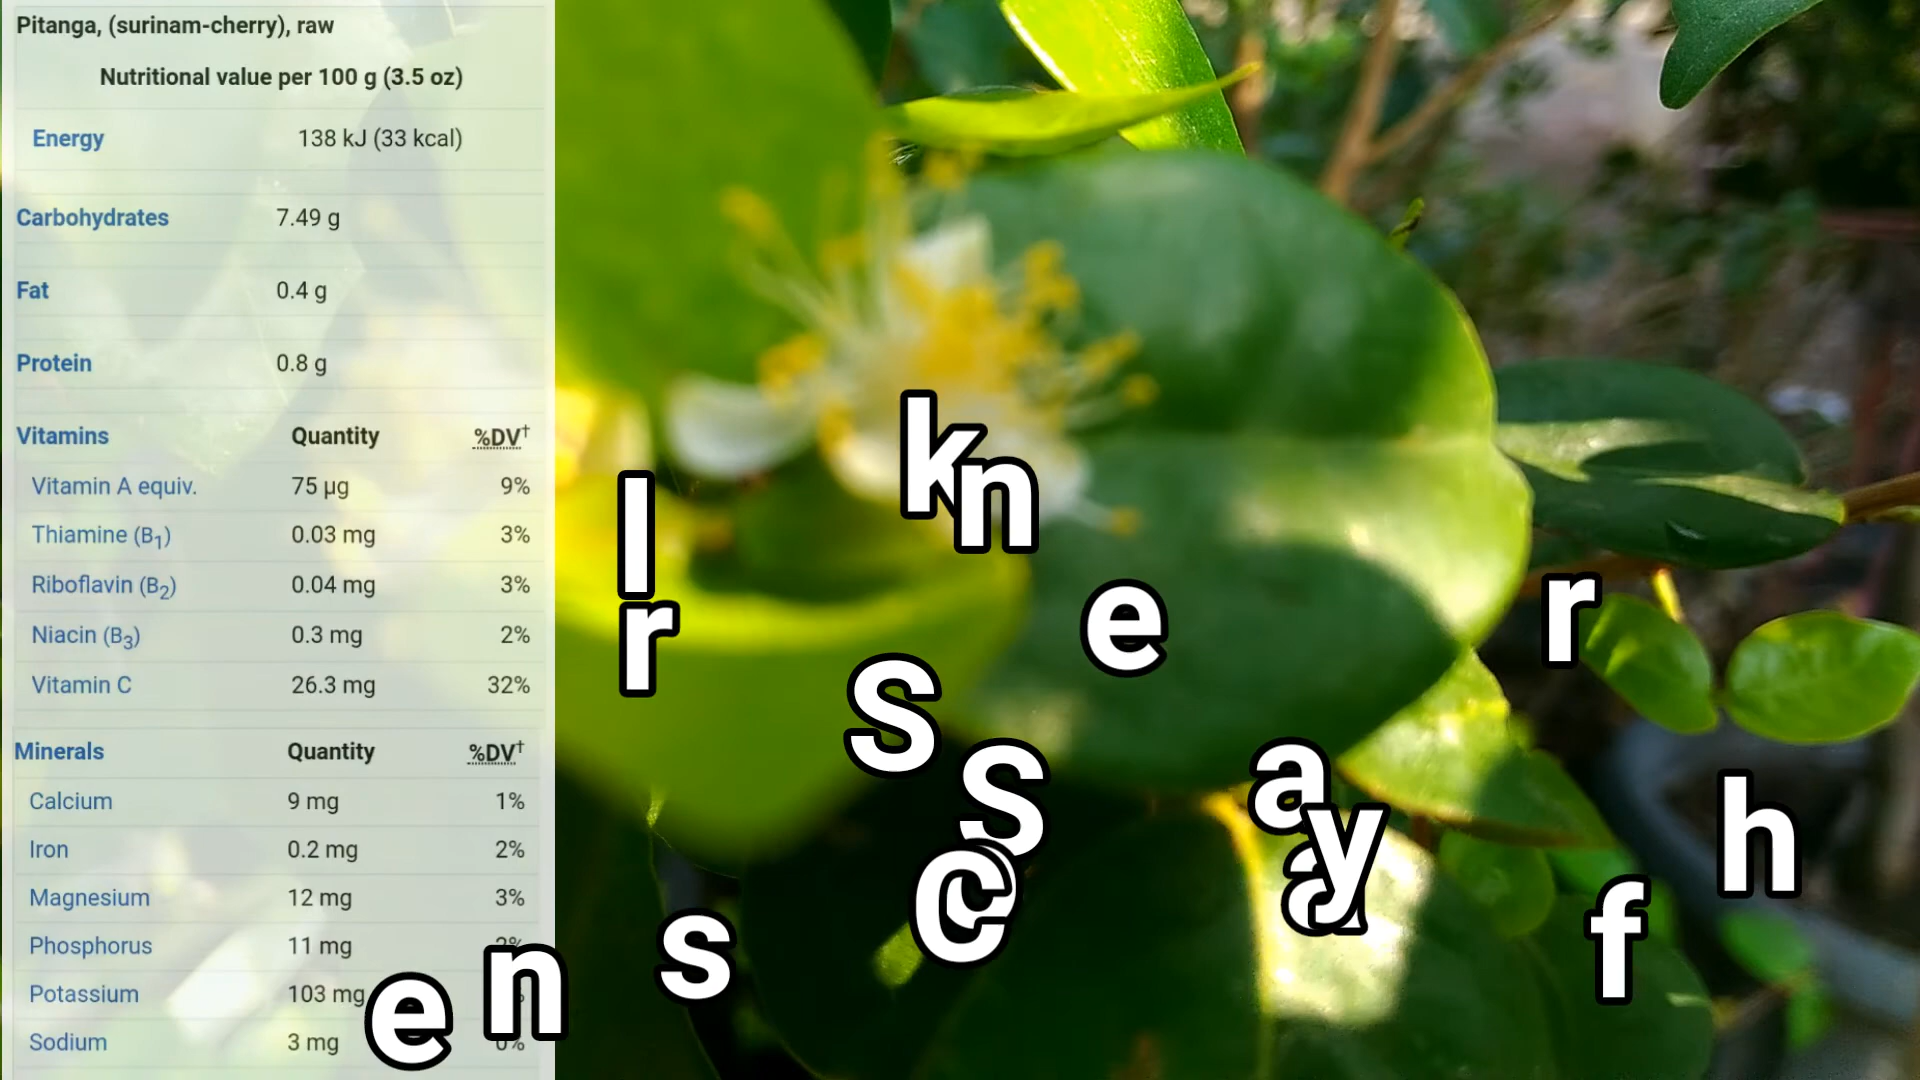 Pitanga, (surinam-cherry), raw
Nutritional value per 100 g (3.5 oz)
Energy 138 kJ (33 kcal)
Carbohydrates 7.49 g
Fat 0.4 g
Protein 0.8 g
Vitamins Quantity %DV†
Vitamin A equiv. 75 μg 9%
Thiamine (B1) 0.03 mg 3%
Riboflavin (B2) 0.04 mg 3%
Niacin (B3) 0.3 mg 2%
Vitamin C 26.3 mg 32%
Minerals Quantity %DV†
Calcium 9 mg 1%
Iron 0.2 mg 2%
Magnesium 12 mg 3%
Phosphorus 11 mg
Potassium 103 mg
Sodium 3 mg 0%
k
n
l
r
e
r
S
S
a
y
a
h
c
s
f
n
e